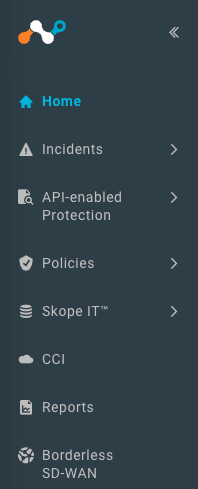 Home
Incidents
API-enabled
Protection
Policies
Skope IT™
CCI
Reports
Borderless
SD-WAN